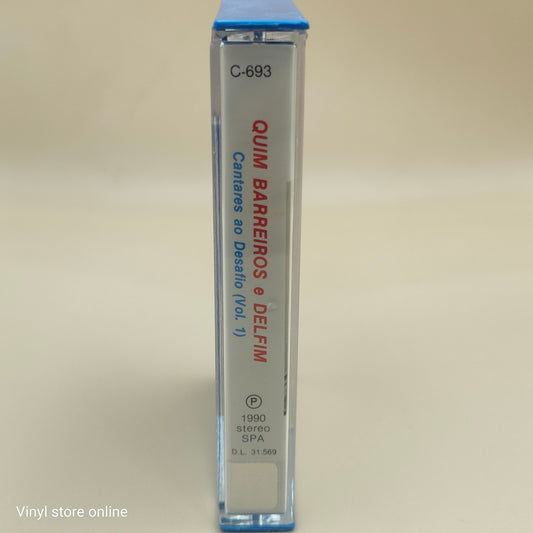 C-693
QUIM BARREIROS e DELFIM
Cantares ao Desafio (Vol. 1)
P
1990
stereo
SPA
D.L. 31.569
Vinyl store online